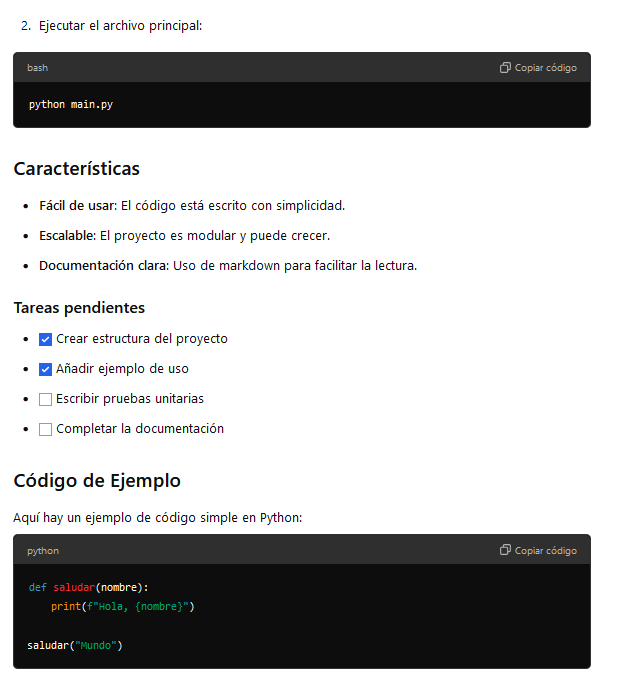 2. Ejecutar el archivo principal:
bash Copiar código
python main.py
Características
• Fácil de usar: El código está escrito con simplicidad.
• Escalable: El proyecto es modular y puede crecer.
• Documentación clara: Uso de markdown para facilitar la lectura.
Tareas pendientes
• Crear estructura del proyecto
• Añadir ejemplo de uso
• Escribir pruebas unitarias
• Completar la documentación
Código de Ejemplo
Aquí hay un ejemplo de código simple en Python:
python Copiar código
def saludar(nombre):
    print(f"Hola, {nombre}")
saludar("Mundo")